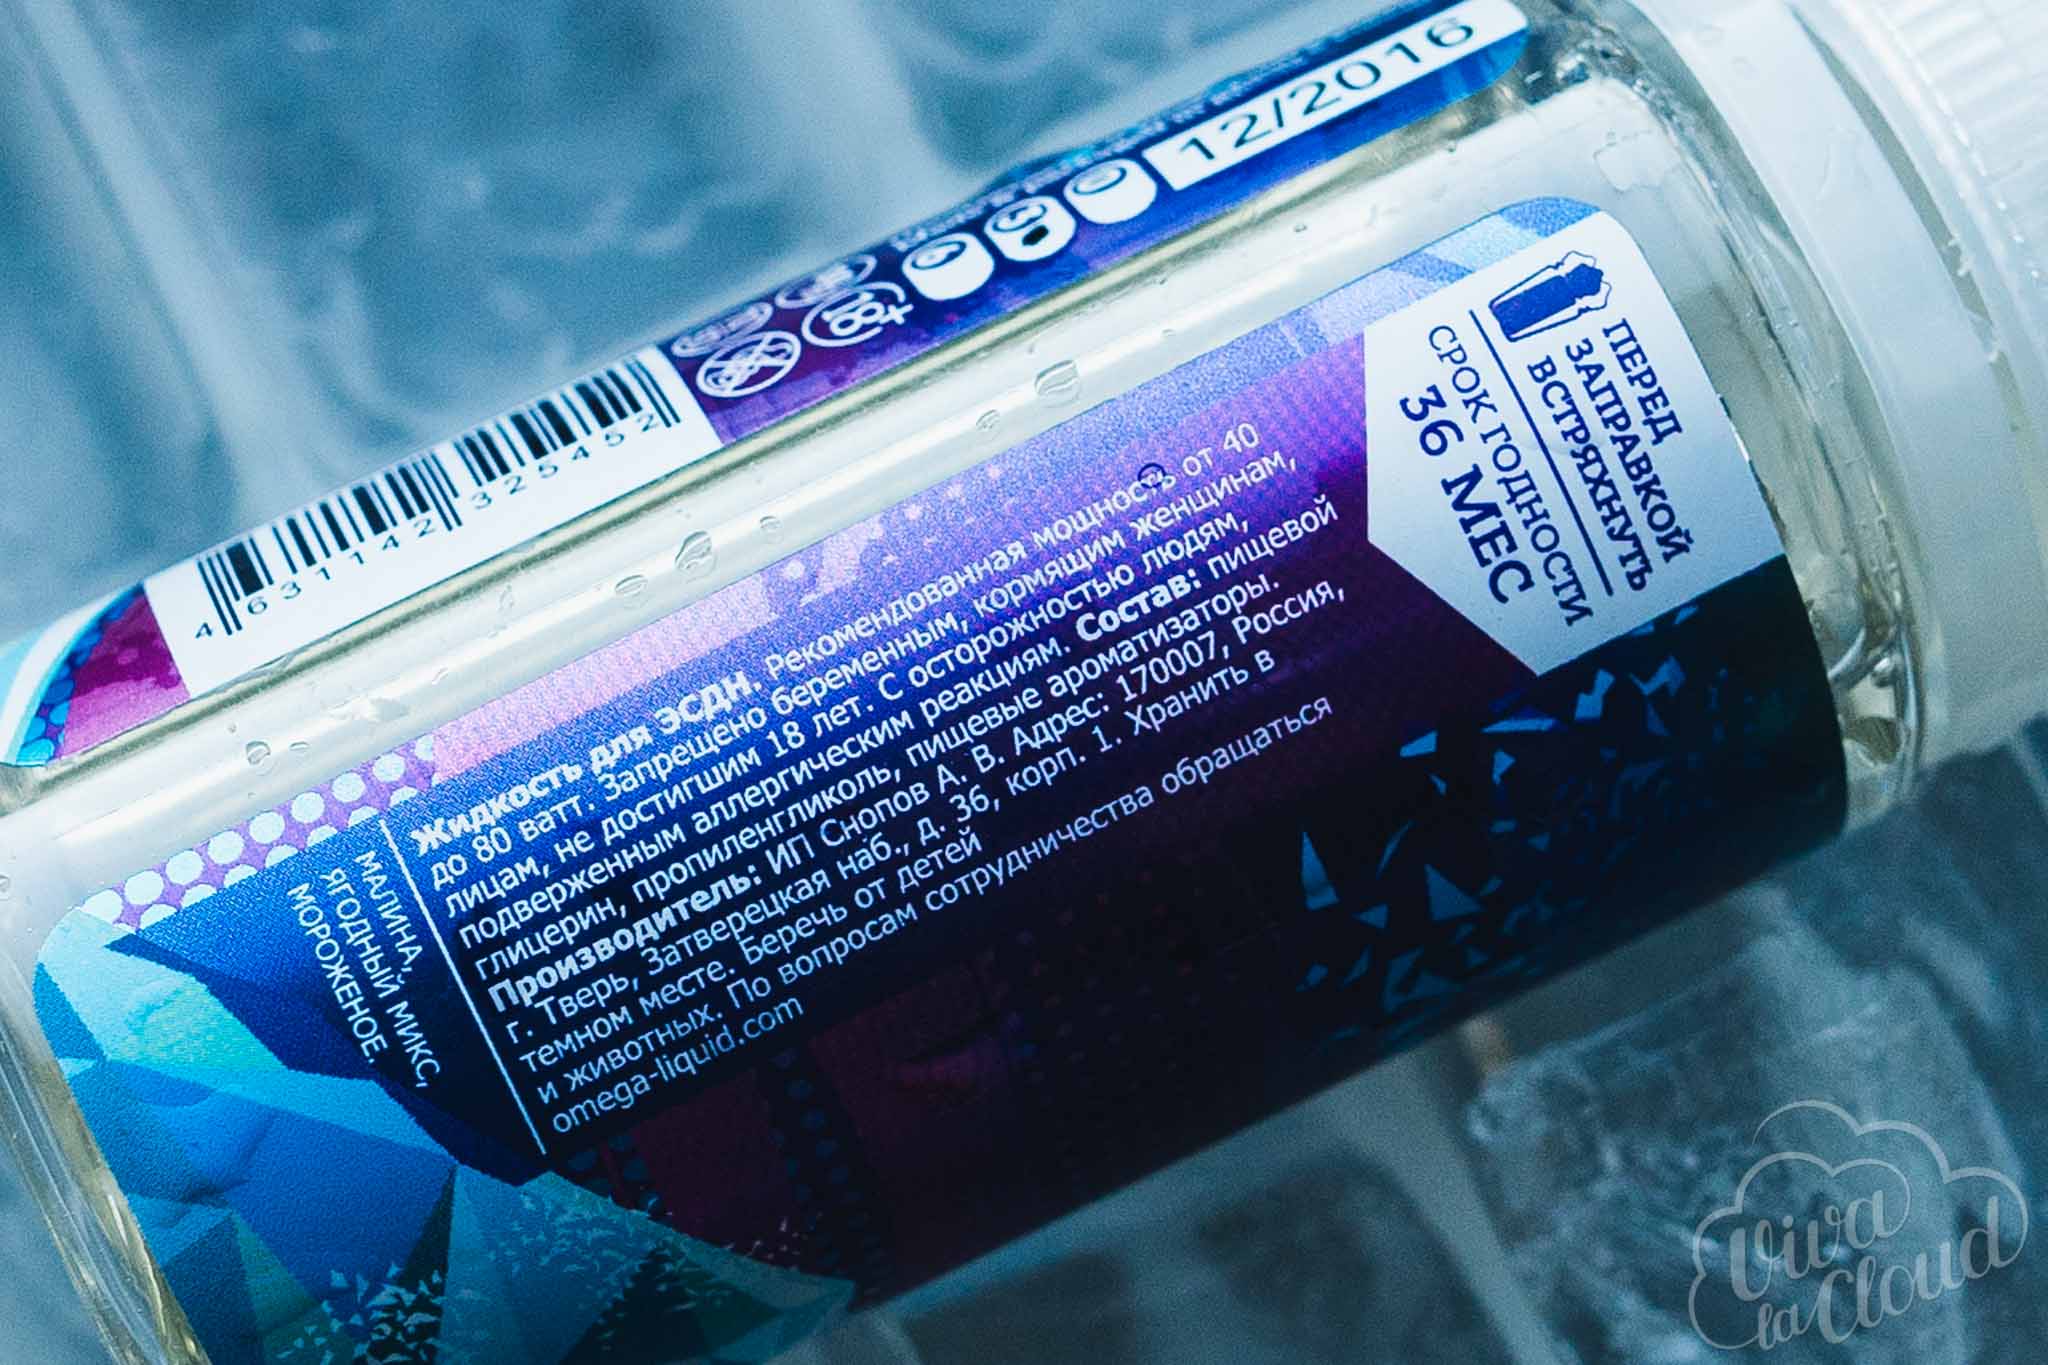 12/2016
0
3
6
18+
4 631142 325452
ПЕРЕД
ЗАПРАВКОЙ
ВСТРЯХНУТЬ
СРОК ГОДНОСТИ
36 МЕС
МАЛИНА,
ЯГОДНЫЙ МИКС,
МОРОЖЕНОЕ.
Жидкость для ЭСДН. Рекомендованная мощность от 40
до 80 ватт. Запрещено беременным, кормящим женщинам,
лицам, не достигшим 18 лет. С осторожностью людям,
подверженным аллергическим реакциям. Состав: пищевой
глицерин, пропиленгликоль, пищевые ароматизаторы.
Производитель: ИП Снопов А. В. Адрес: 170007, Россия,
г. Тверь, Затверецкая наб., д. 36, корп. 1. Хранить в
темном месте. Беречь от детей
и животных. По вопросам сотрудничества обращаться
omega-liquid.com
Viva
la Cloud